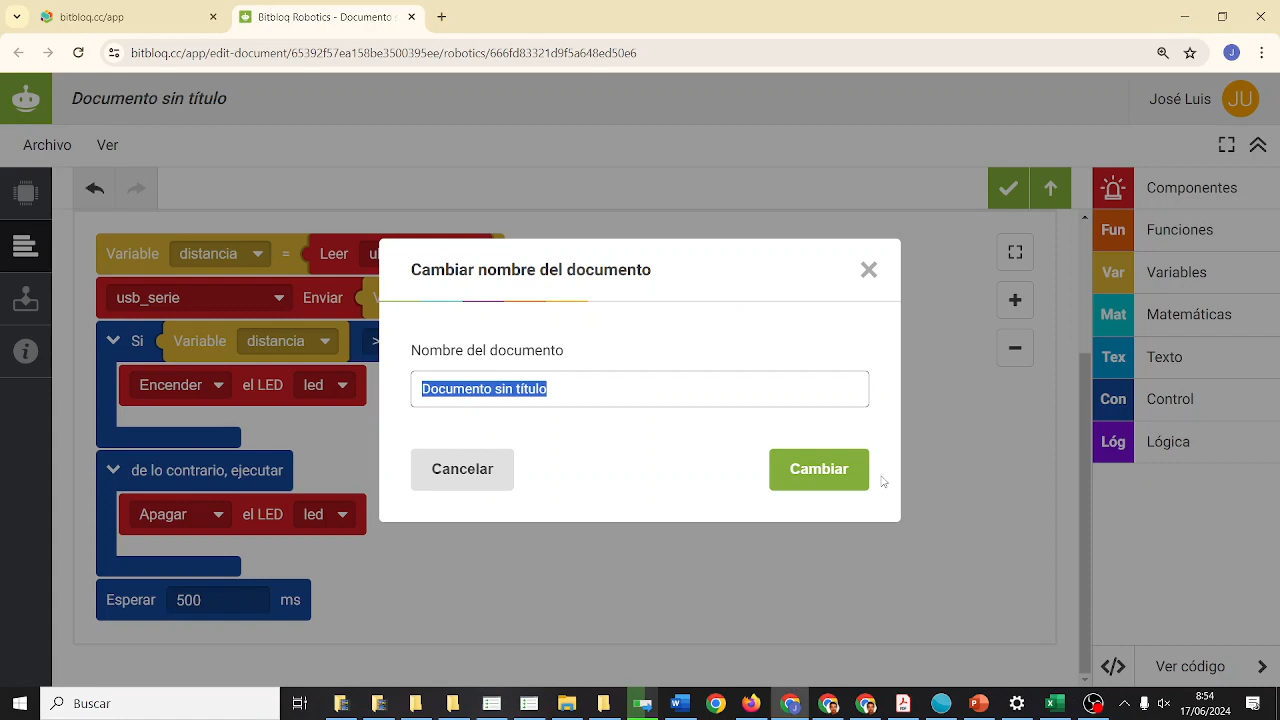 bitbloq.cc/app
Bitbloq Robotics - Documento
bitbloq.cc/app/edit-document/65392f57ea158be3500395ee/robotics/666fd83321d9f5a648ed50e6
J
Documento sin título
José Luis JU
Archivo Ver
Variable distancia = Leer
usb_serie Enviar
Si Variable distancia >
Encender el LED led
de lo contrario, ejecutar
Apagar el LED led
Esperar 500 ms
Cambiar nombre del documento
Nombre del documento
Documento sin título
Cancelar Cambiar
Componentes
Fun Funciones
Var Variables
Mat Matemáticas
Tex Texto
Con Control
Lóg Lógica
Ver código
Buscar
8:54
17/06/2024